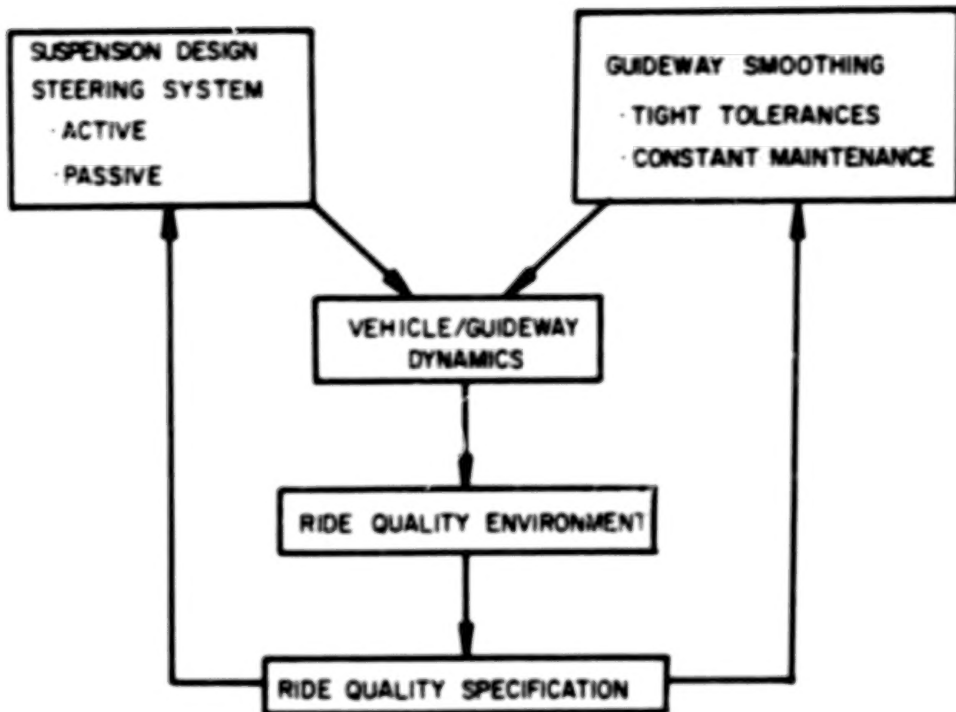 SUSPENSION DESIGN
STEERING SYSTEM
· ACTIVE
· PASSIVE
GUIDEWAY SMOOTHING
· TIGHT TOLERANCES
· CONSTANT MAINTENANCE
VEHICLE/GUIDEWAY
DYNAMICS
RIDE QUALITY ENVIRONMENT
RIDE QUALITY SPECIFICATION